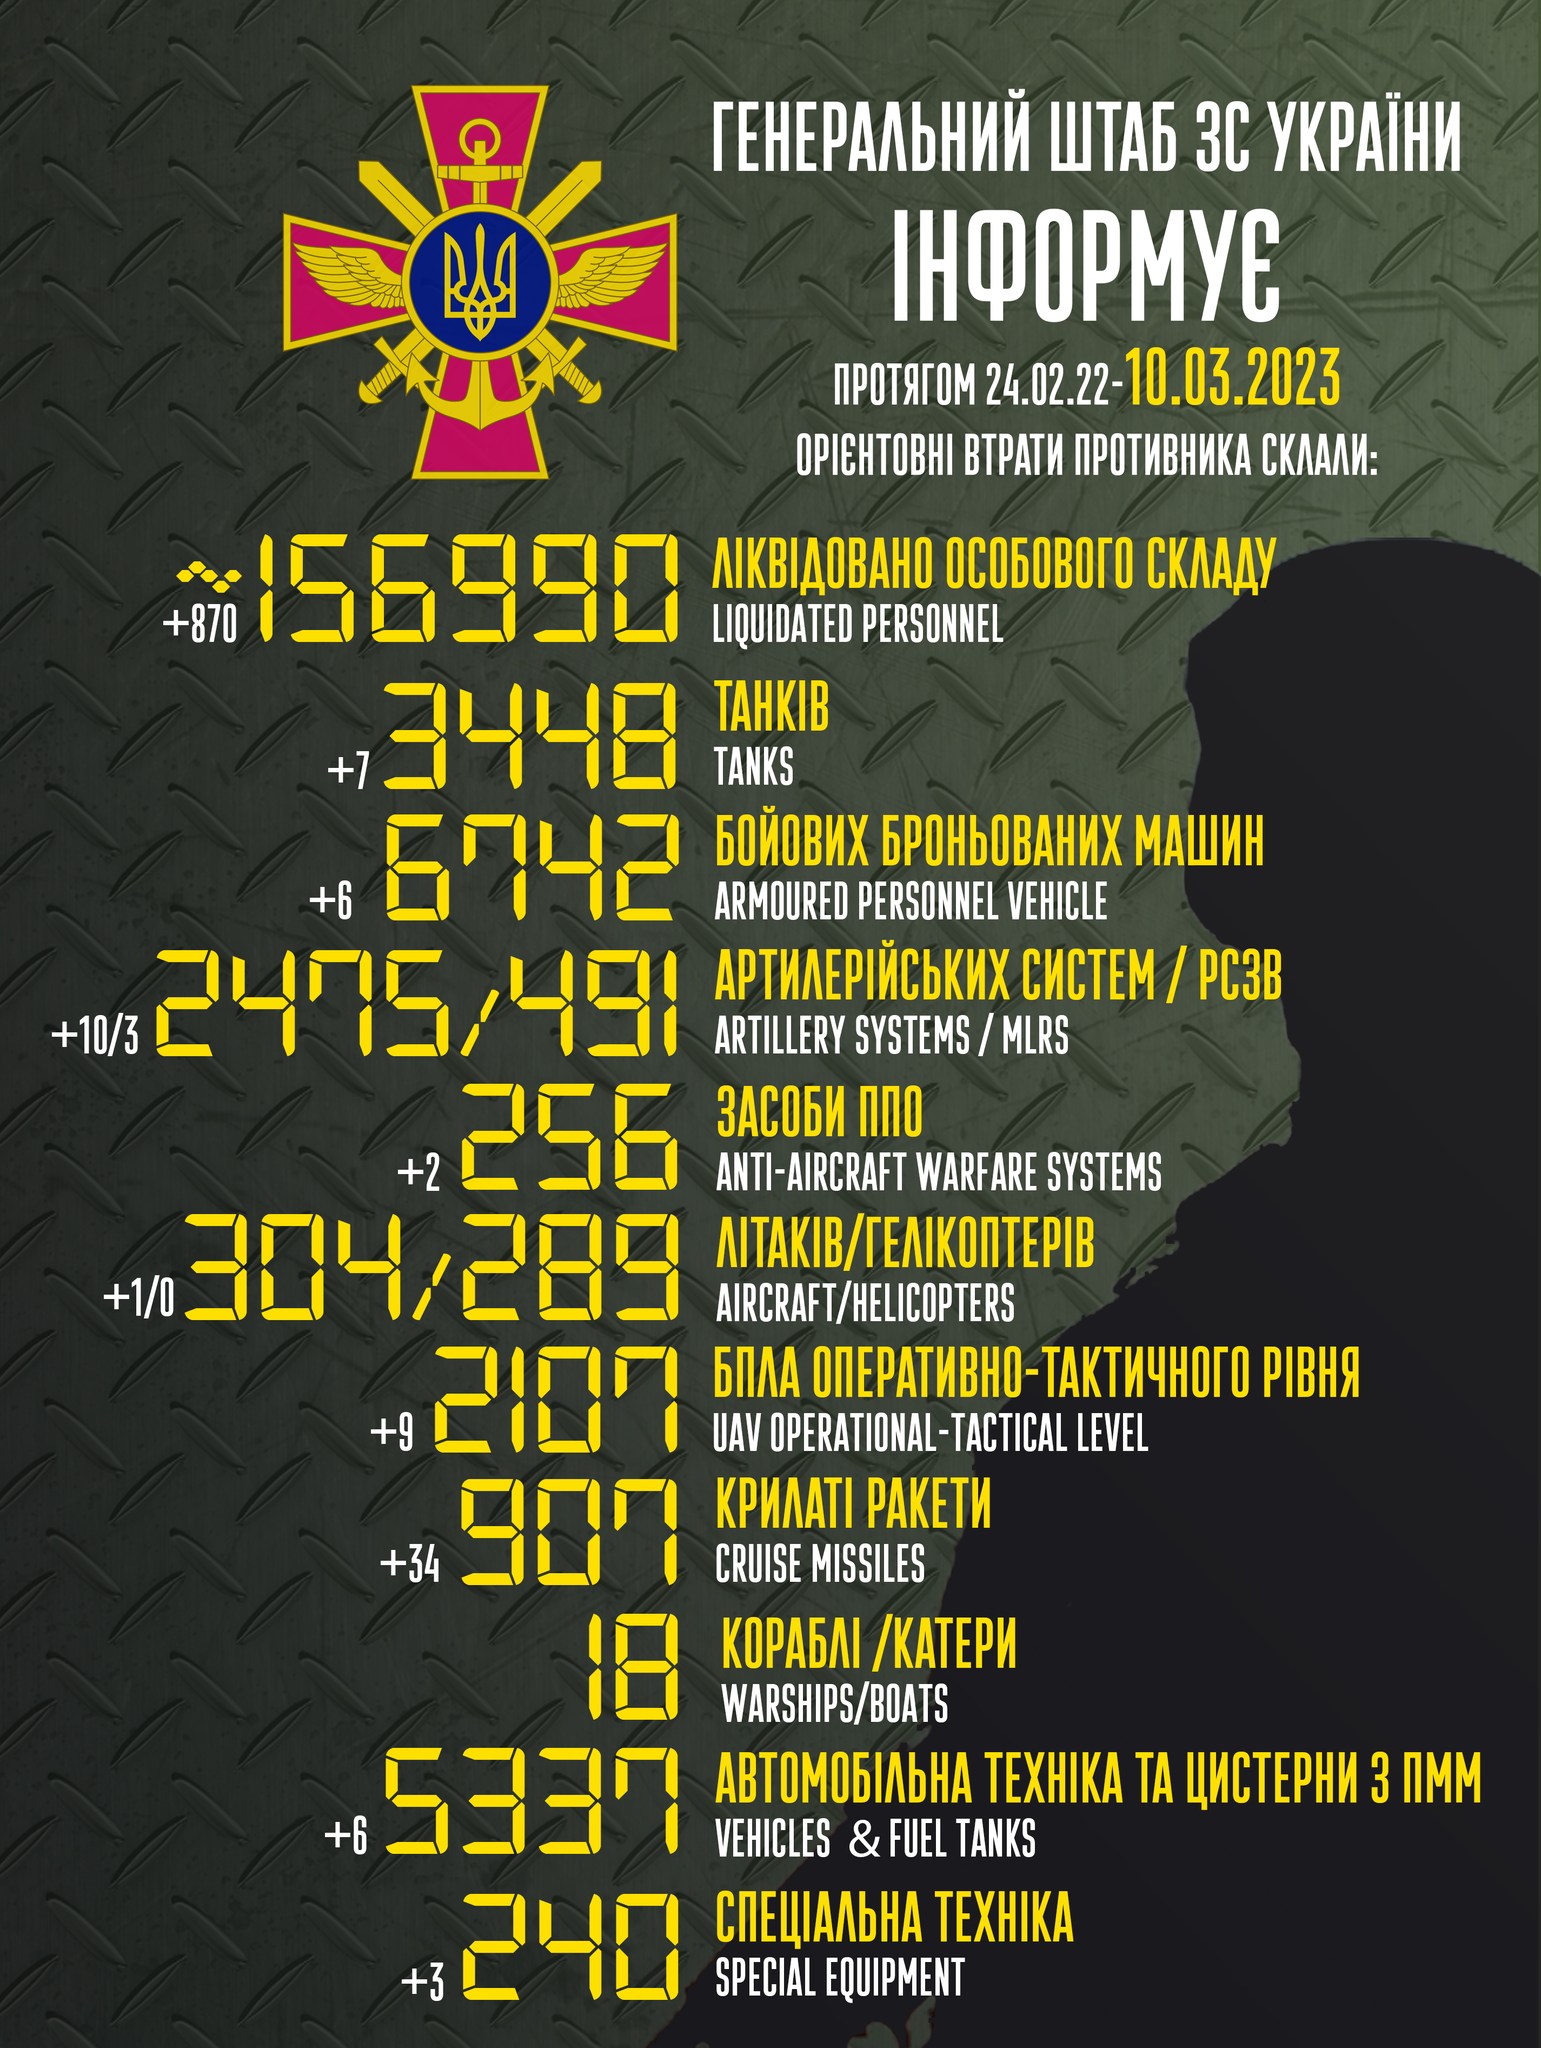 ГЕНЕРАЛЬНИЙ ШТАБ ЗС УКРАЇНИ
ІНФОРМУЄ
ПРОТЯГОМ 24.02.22-10.03.2023
ОРІЄНТОВНІ ВТРАТИ ПРОТИВНИКА СКЛАЛИ:
+870 ~156990 ЛІКВІДОВАНО ОСОБОВОГО СКЛАДУ
LIQUIDATED PERSONNEL
+7 3448 ТАНКІВ
TANKS
+6 6742 БОЙОВИХ БРОНЬОВАНИХ МАШИН
ARMOURED PERSONNEL VEHICLE
+10/3 2475/491 АРТИЛЕРІЙСЬКИХ СИСТЕМ / РСЗВ
ARTILLERY SYSTEMS / MLRS
+2 256 ЗАСОБИ ППО
ANTI-AIRCRAFT WARFARE SYSTEMS
+1/0 304/289 ЛІТАКІВ/ГЕЛІКОПТЕРІВ
AIRCRAFT/HELICOPTERS
+9 2107 БПЛА ОПЕРАТИВНО-ТАКТИЧНОГО РІВНЯ
UAV OPERATIONAL-TACTICAL LEVEL
+34 907 КРИЛАТІ РАКЕТИ
CRUISE MISSILES
18 КОРАБЛІ /КАТЕРИ
WARSHIPS/BOATS
+6 5337 АВТОМОБІЛЬНА ТЕХНІКА ТА ЦИСТЕРНИ З ПММ
VEHICLES & FUEL TANKS
+3 240 СПЕЦІАЛЬНА ТЕХНІКА
SPECIAL EQUIPMENT